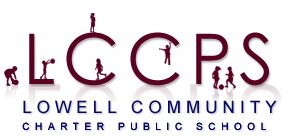 LCCPS
LOWELL COMMUNITY
CHARTER PUBLIC SCHOOL